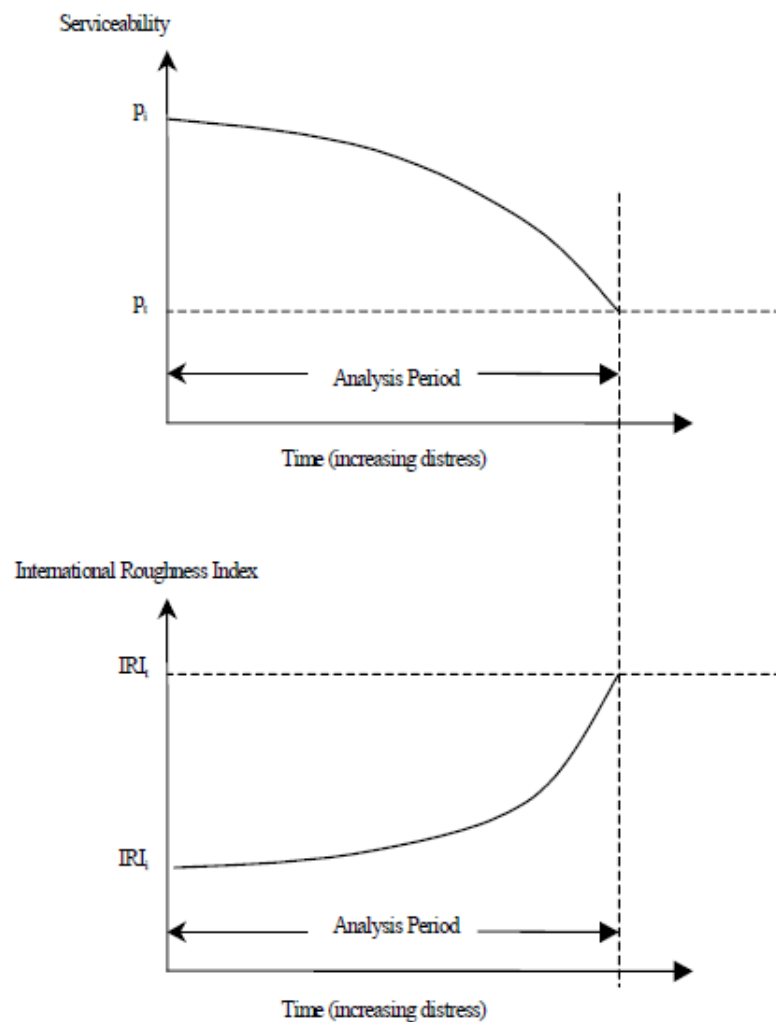 Serviceability
pᵢ
pₜ
Analysis Period
Time (increasing distress)
International Roughness Index
IRIₜ
IRIᵢ
Analysis Period
Time (increasing distress)